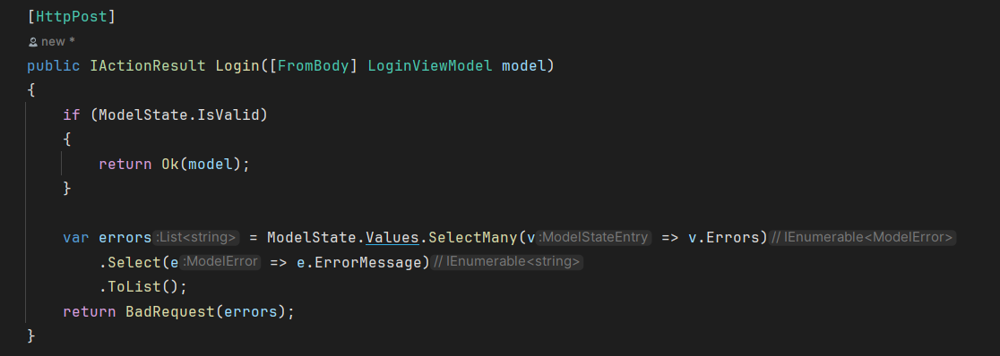 [HttpPost]
new *
public IActionResult Login([FromBody] LoginViewModel model)
{
if (ModelState.IsValid)
{
return Ok(model);
}
var errors :List<string> = ModelState.Values.SelectMany(v :ModelStateEntry => v.Errors) // IEnumerable<ModelError>
.Select(e :ModelError => e.ErrorMessage) // IEnumerable<string>
.ToList();
return BadRequest(errors);
}